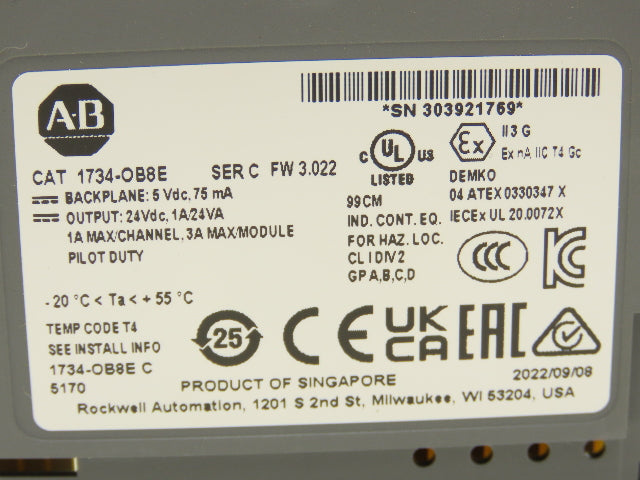 A-B
*SN 303921769*
CAT 1734-OB8E SER C FW 3.022
BACKPLANE: 5 Vdc, 75 mA
OUTPUT: 24Vdc, 1A/24VA
1A MAX/CHANNEL, 3A MAX/MODULE
PILOT DUTY
C UL US
LISTED
99CM
IND. CONT. EQ.
FOR HAZ. LOC.
CL I DIV 2
GP A, B, C, D
Ex
II 3 G
Ex nA IIC T4 Gc
DEMKO
04 ATEX 0330347 X
IECEx UL 20.0072X
CCC
KC
-20 °C < Ta < +55 °C
TEMP CODE T4
SEE INSTALL INFO
1734-OB8E C
5170
25
CE
UK
CA
EAC
PRODUCT OF SINGAPORE
2022/09/08
Rockwell Automation, 1201 S 2nd St, Milwaukee, WI 53204, USA